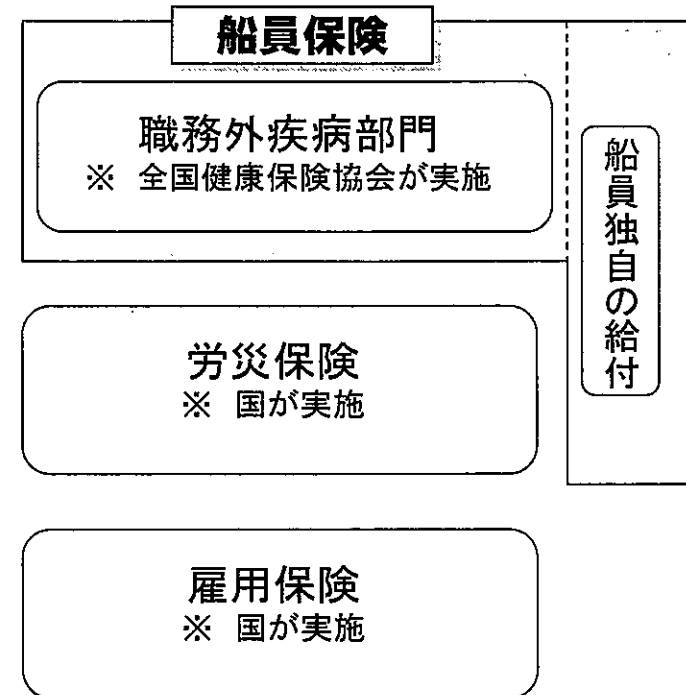 船員保険
職務外疾病部門
※ 全国健康保険協会が実施
船員独自の給付
労災保険
※ 国が実施
雇用保険
※ 国が実施